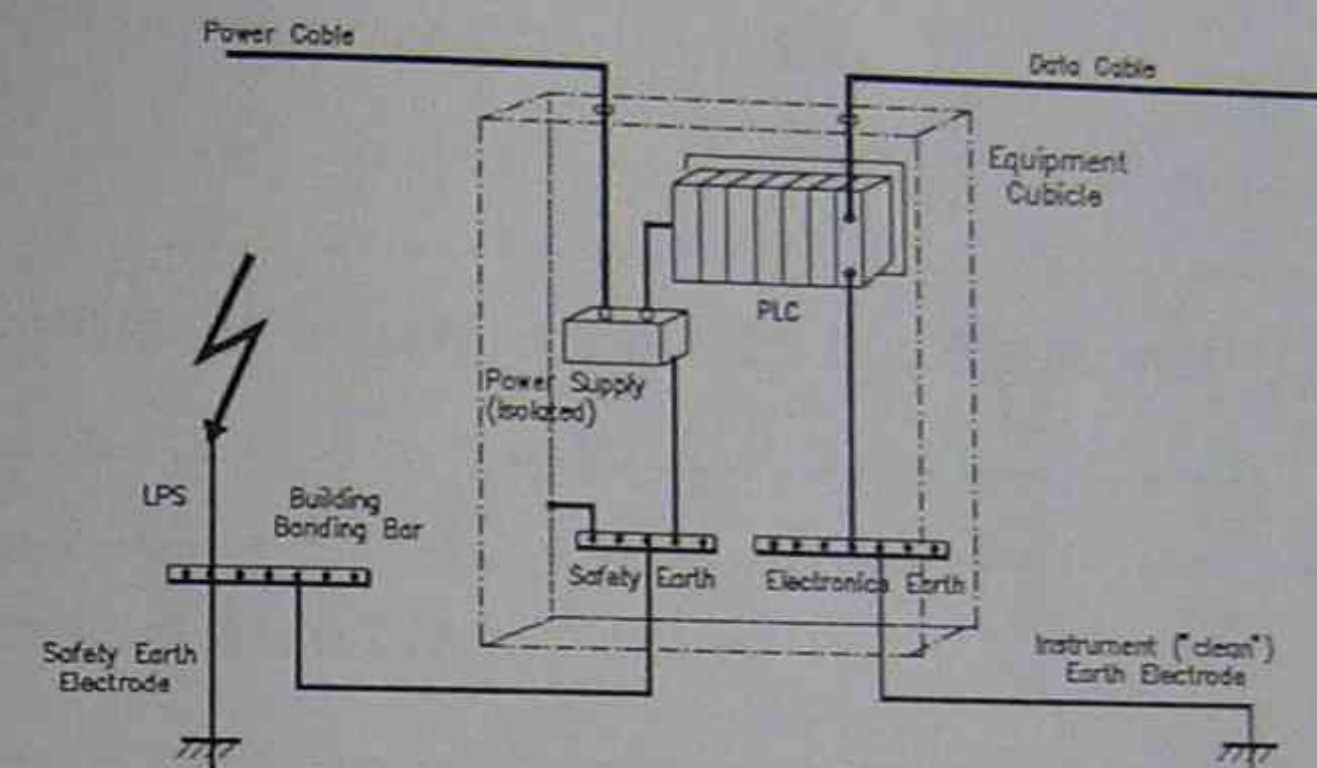 Power Cable
Data Cable
Equipment
Cubicle
PLC
Power Supply
(Isolated)
LPS
Building
Bonding Bar
Safety Earth
Electronics Earth
Safety Earth
Electrode
Instrument ("clean")
Earth Electrode